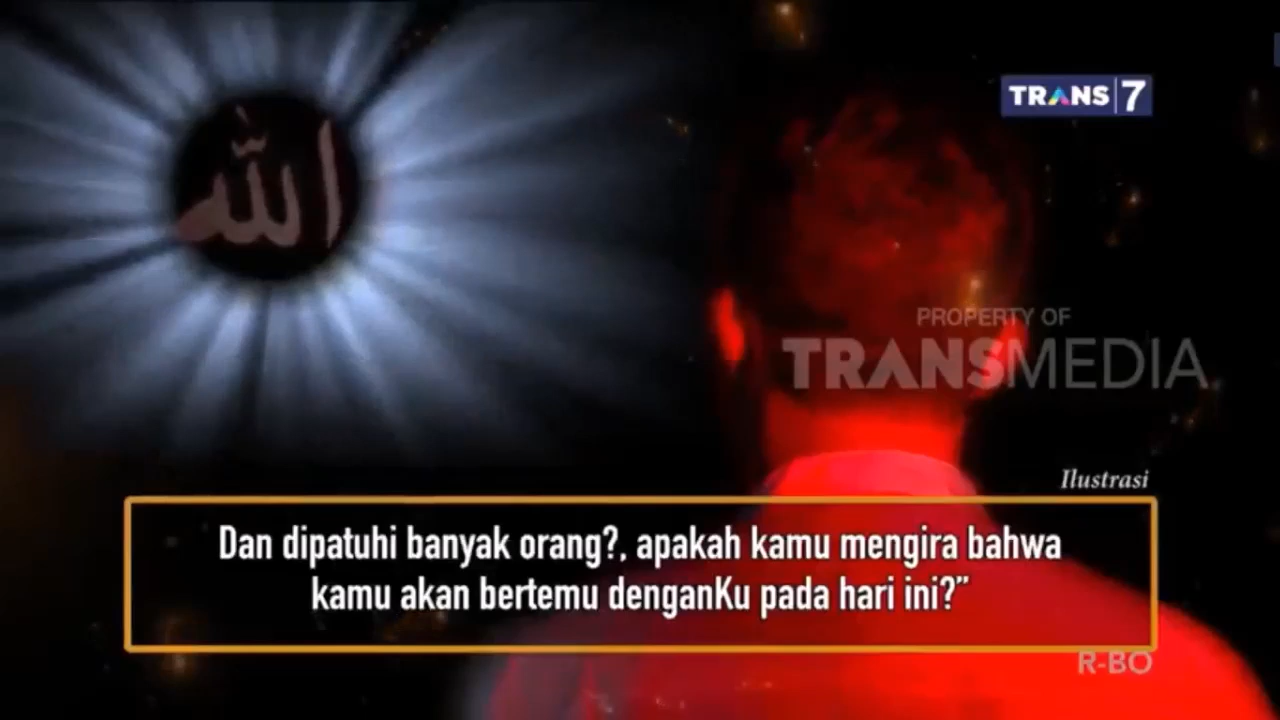 TRANS|7
الله
PROPERTY OF
TRANSMEDIA
Ilustrasi
Dan dipatuhi banyak orang?, apakah kamu mengira bahwa
kamu akan bertemu denganKu pada hari ini?”
R-BO